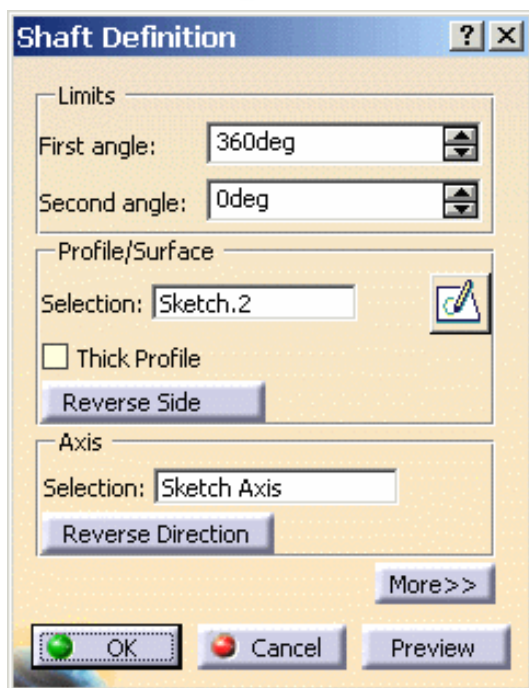 Shaft Definition ? X
Limits
First angle: 360deg
Second angle: 0deg
Profile/Surface
Selection: Sketch.2
Thick Profile
Reverse Side
Axis
Selection: Sketch Axis
Reverse Direction
More>>
OK Cancel Preview